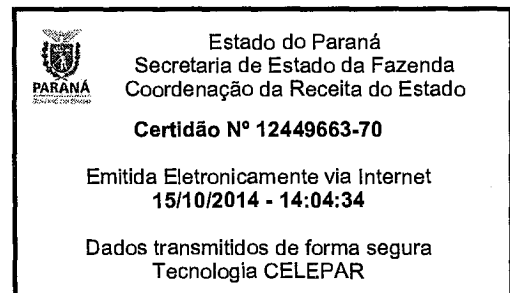 Estado do Paraná
Secretaria de Estado da Fazenda
PARANÁ
Coordenação da Receita do Estado
Certidão Nº 12449663-70
Emitida Eletronicamente via Internet
15/10/2014 - 14:04:34
Dados transmitidos de forma segura
Tecnologia CELEPAR